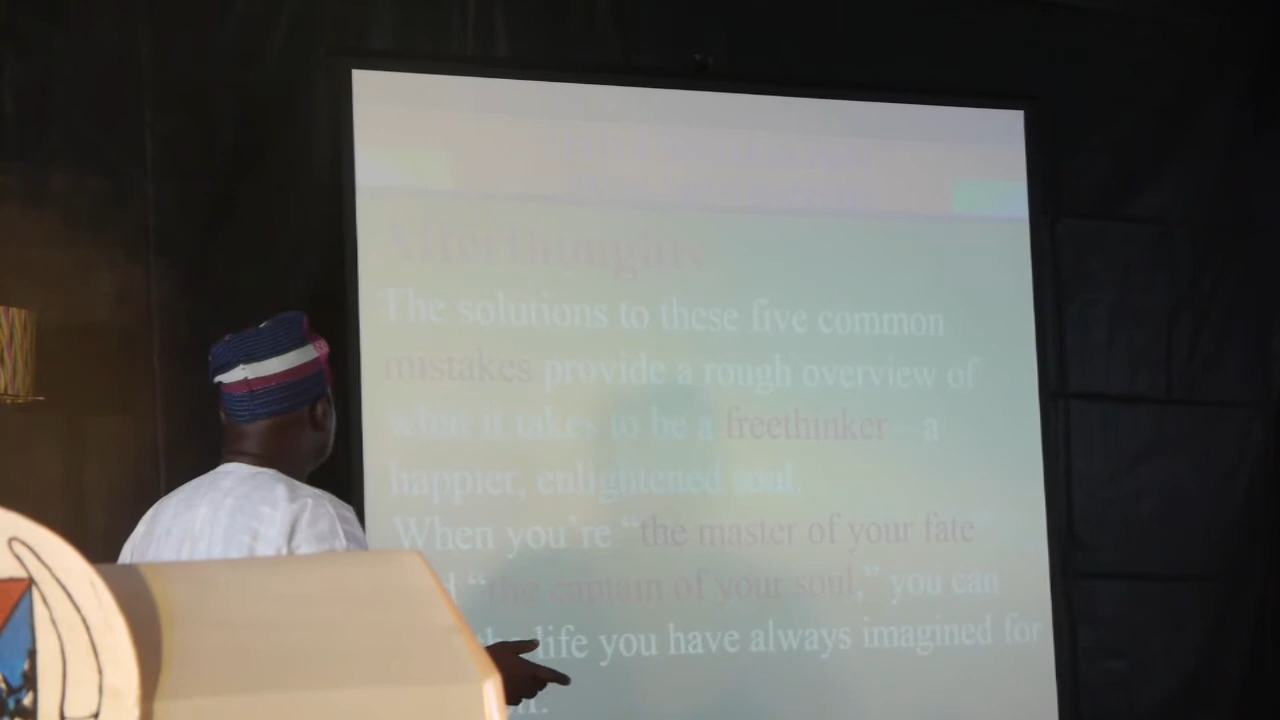 Afterthoughts
The solutions to these five common
mistakes provide a rough overview of
what it takes to be a freethinker—a
happier, enlightened soul.
When you're "the master of your fate
"the captain of your soul," you can
the life you have always imagined for